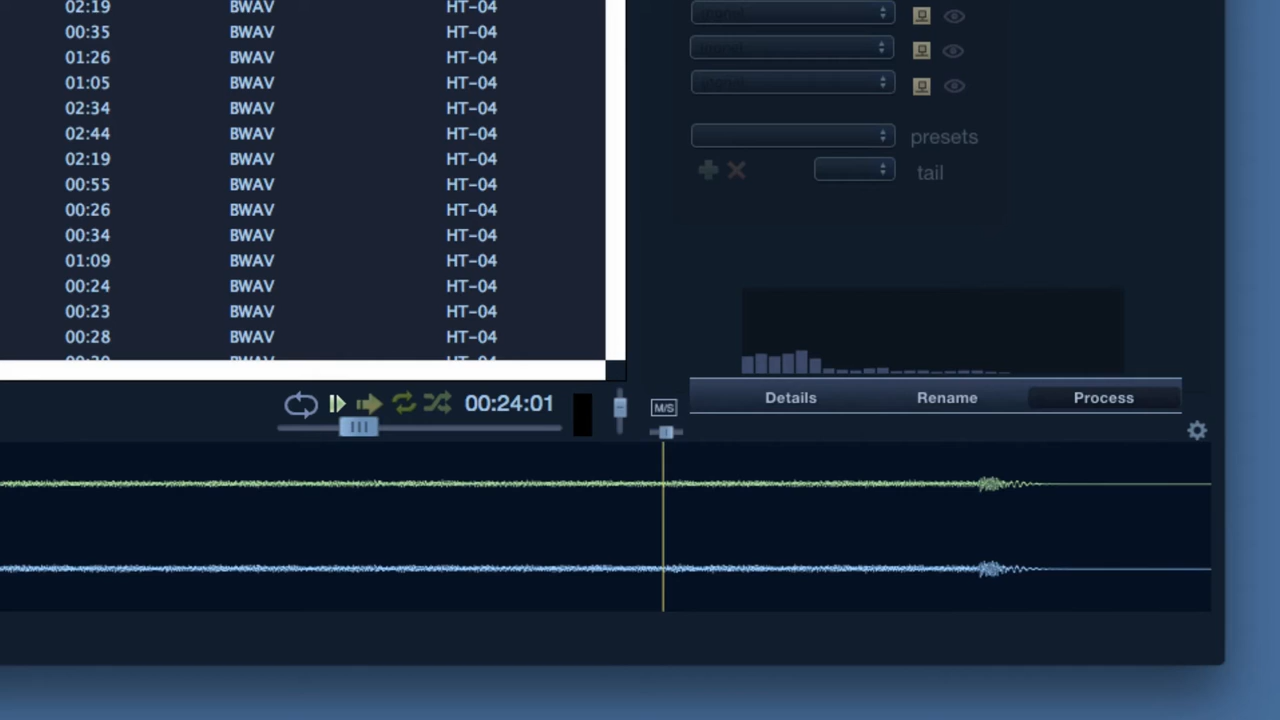 02:19 BWAV HT-04
00:35 BWAV HT-04
01:26 BWAV HT-04
01:05 BWAV HT-04
02:34 BWAV HT-04
02:44 BWAV HT-04
02:19 BWAV HT-04
00:55 BWAV HT-04
00:26 BWAV HT-04
00:34 BWAV HT-04
01:09 BWAV HT-04
00:24 BWAV HT-04
00:23 BWAV HT-04
00:28 BWAV HT-04
presets
tail
00:24:01
M/S
Details Rename Process